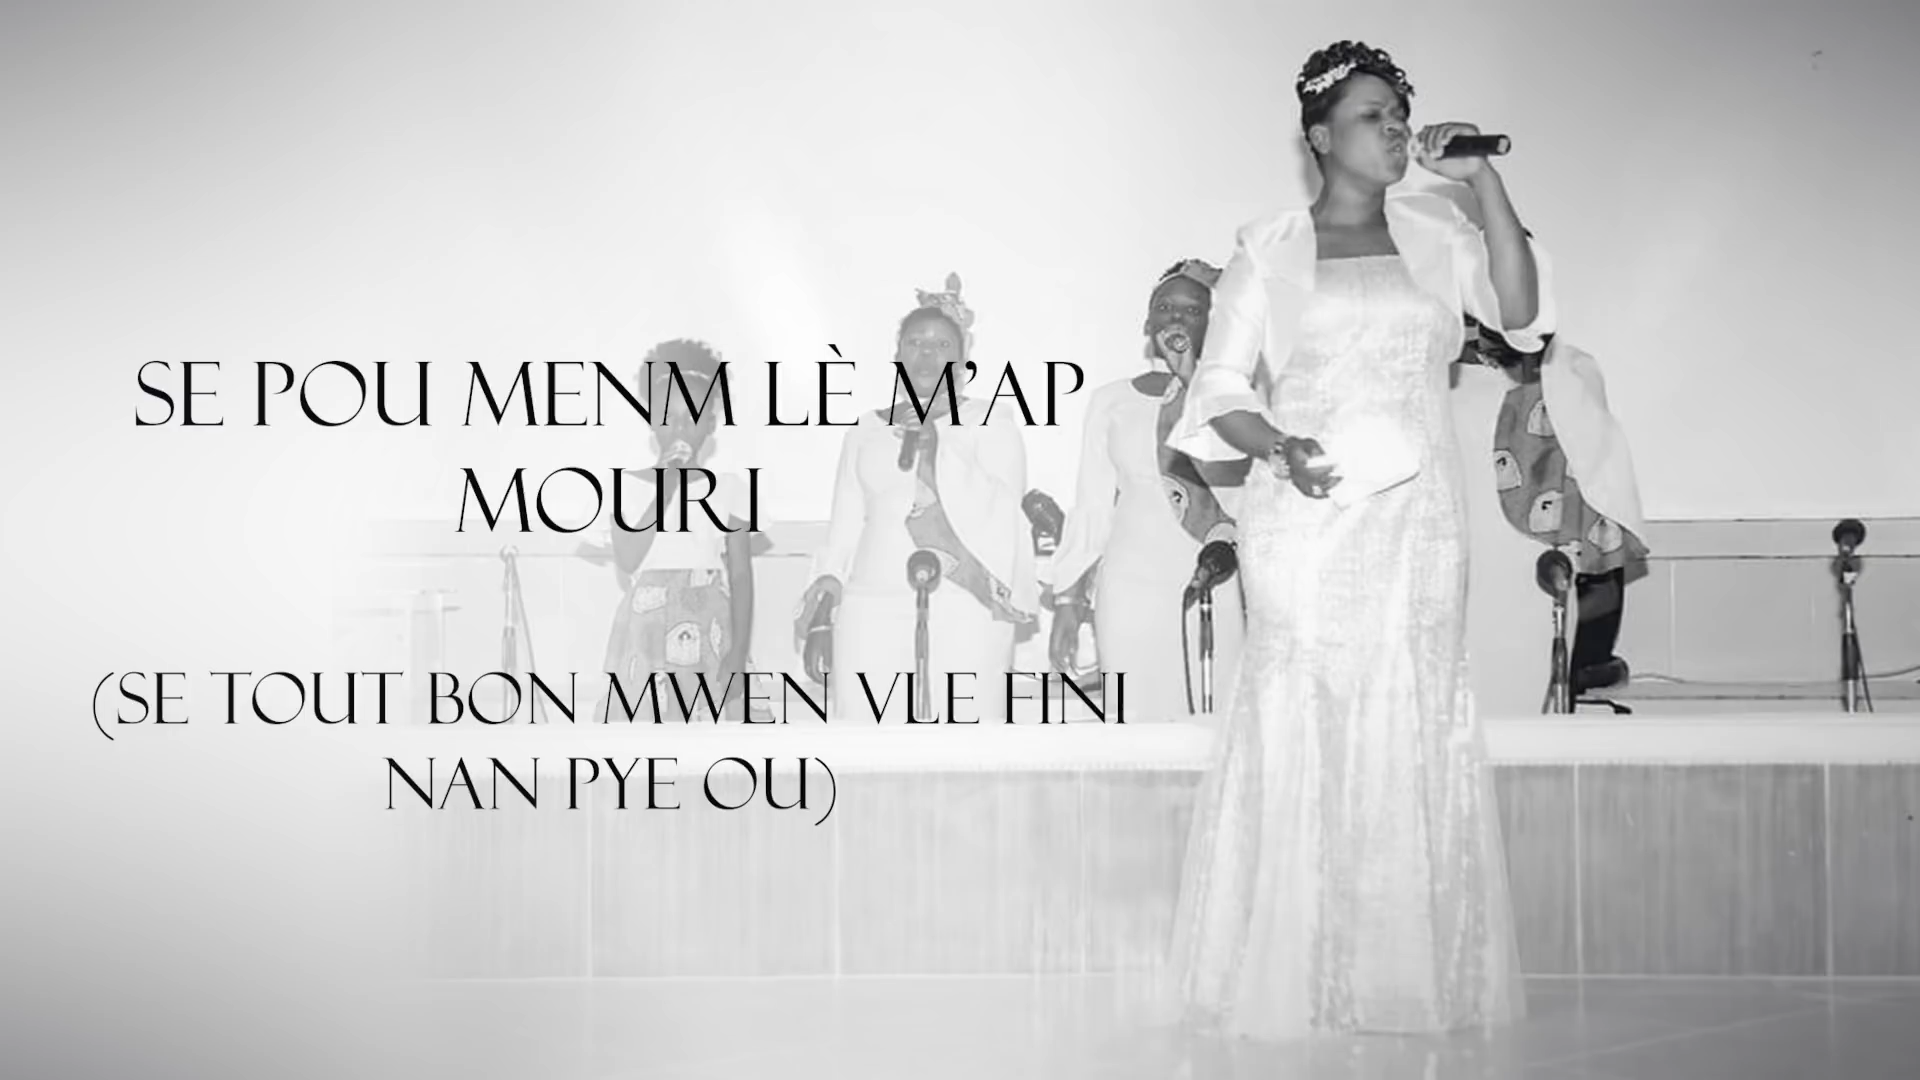 SE POU MENM LÈ M’AP
MOURI
(SE TOUT BON MWEN VLE FINI
NAN PYE OU)